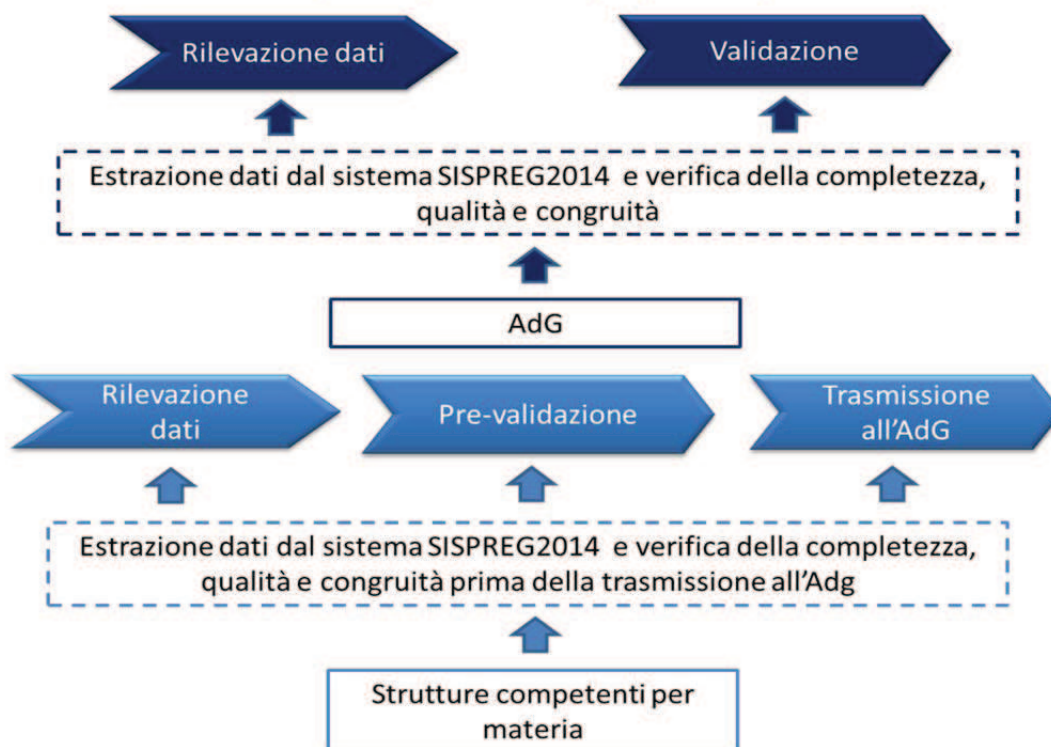 Rilevazione dati
Validazione
Estrazione dati dal sistema SISPREG2014 e verifica della completezza,
qualità e congruità
AdG
Rilevazione
dati
Pre-validazione
Trasmissione
all'AdG
Estrazione dati dal sistema SISPREG2014 e verifica della completezza,
qualità e congruità prima della trasmissione all'Adg
Strutture competenti per
materia